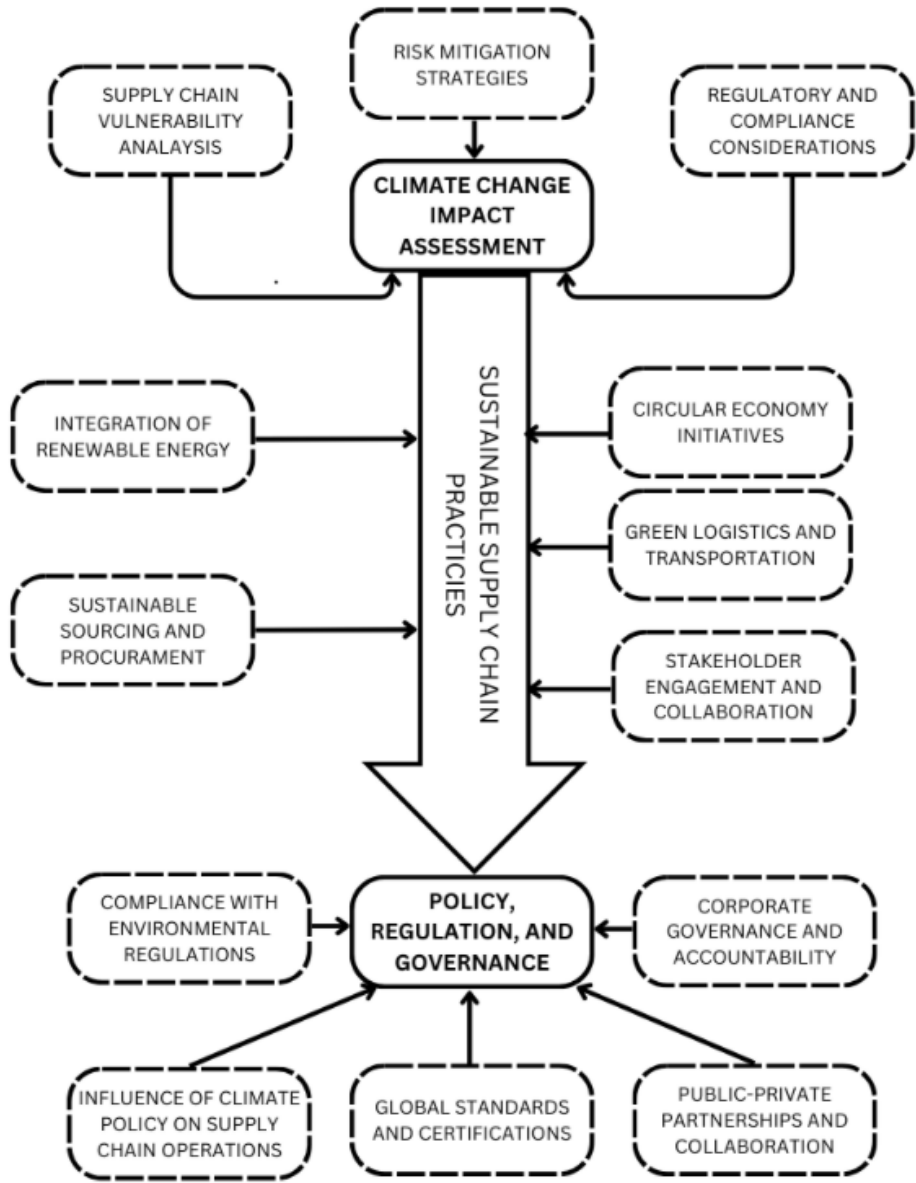 RISK MITIGATION
STRATEGIES
SUPPLY CHAIN
VULNERABILITY
ANALAYSIS
REGULATORY AND
COMPLIANCE
CONSIDERATIONS
CLIMATE CHANGE
IMPACT
ASSESSMENT
SUSTAINABLE SUPPLY CHAIN
PRACTICIES
INTEGRATION OF
RENEWABLE ENERGY
CIRCULAR ECONOMY
INITIATIVES
GREEN LOGISTICS AND
TRANSPORTATION
SUSTAINABLE
SOURCING AND
PROCURAMENT
STAKEHOLDER
ENGAGEMENT AND
COLLABORATION
COMPLIANCE WITH
ENVIRONMENTAL
REGULATIONS
POLICY,
REGULATION, AND
GOVERNANCE
CORPORATE
GOVERNANCE AND
ACCOUNTABILITY
INFLUENCE OF CLIMATE
POLICY ON SUPPLY
CHAIN OPERATIONS
GLOBAL STANDARDS
AND CERTIFICATIONS
PUBLIC-PRIVATE
PARTNERSHIPS AND
COLLABORATION